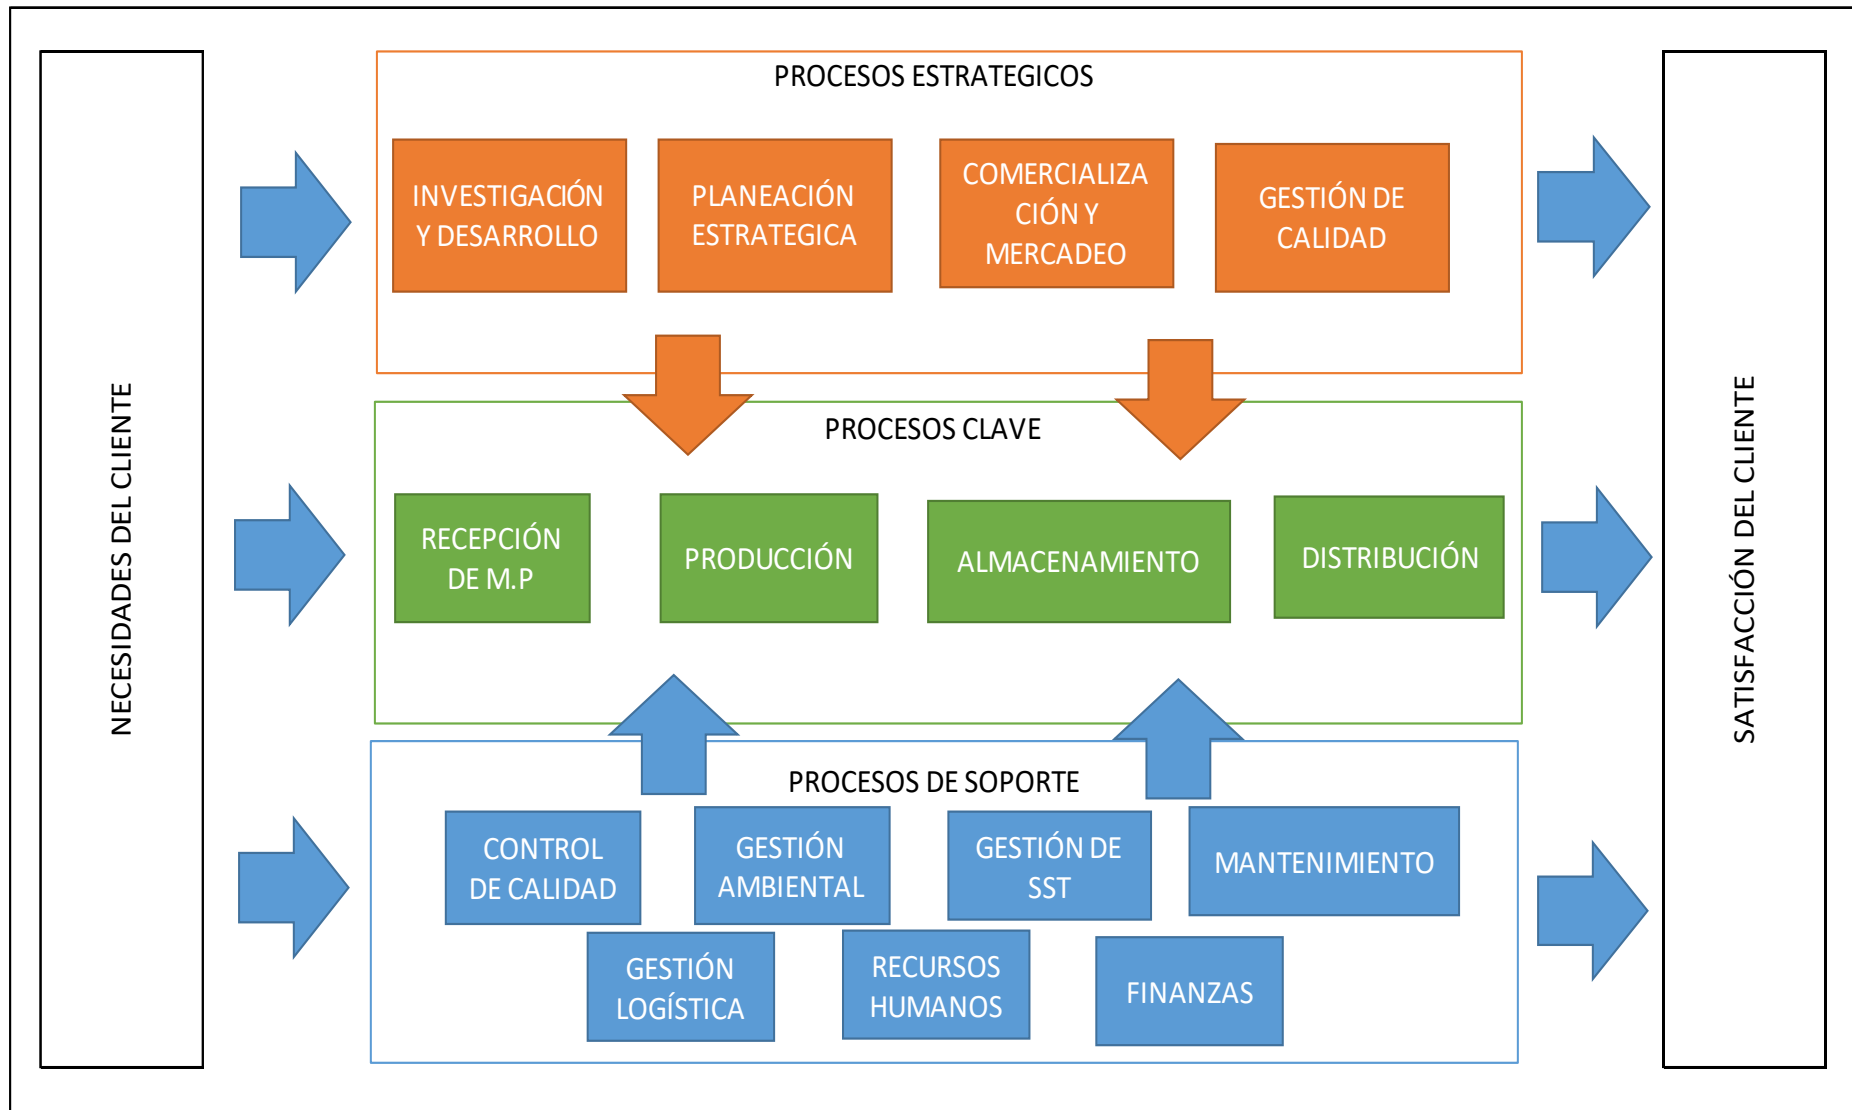 NECESIDADES DEL CLIENTE
PROCESOS ESTRATEGICOS
INVESTIGACIÓN
Y DESARROLLO
PLANEACIÓN
ESTRATEGICA
COMERCIALIZA
CIÓN Y
MERCADEO
GESTIÓN DE
CALIDAD
PROCESOS CLAVE
RECEPCIÓN
DE M.P
PRODUCCIÓN
ALMACENAMIENTO
DISTRIBUCIÓN
PROCESOS DE SOPORTE
CONTROL
DE CALIDAD
GESTIÓN
AMBIENTAL
GESTIÓN DE
SST
MANTENIMIENTO
GESTIÓN
LOGÍSTICA
RECURSOS
HUMANOS
FINANZAS
SATISFACCIÓN DEL CLIENTE